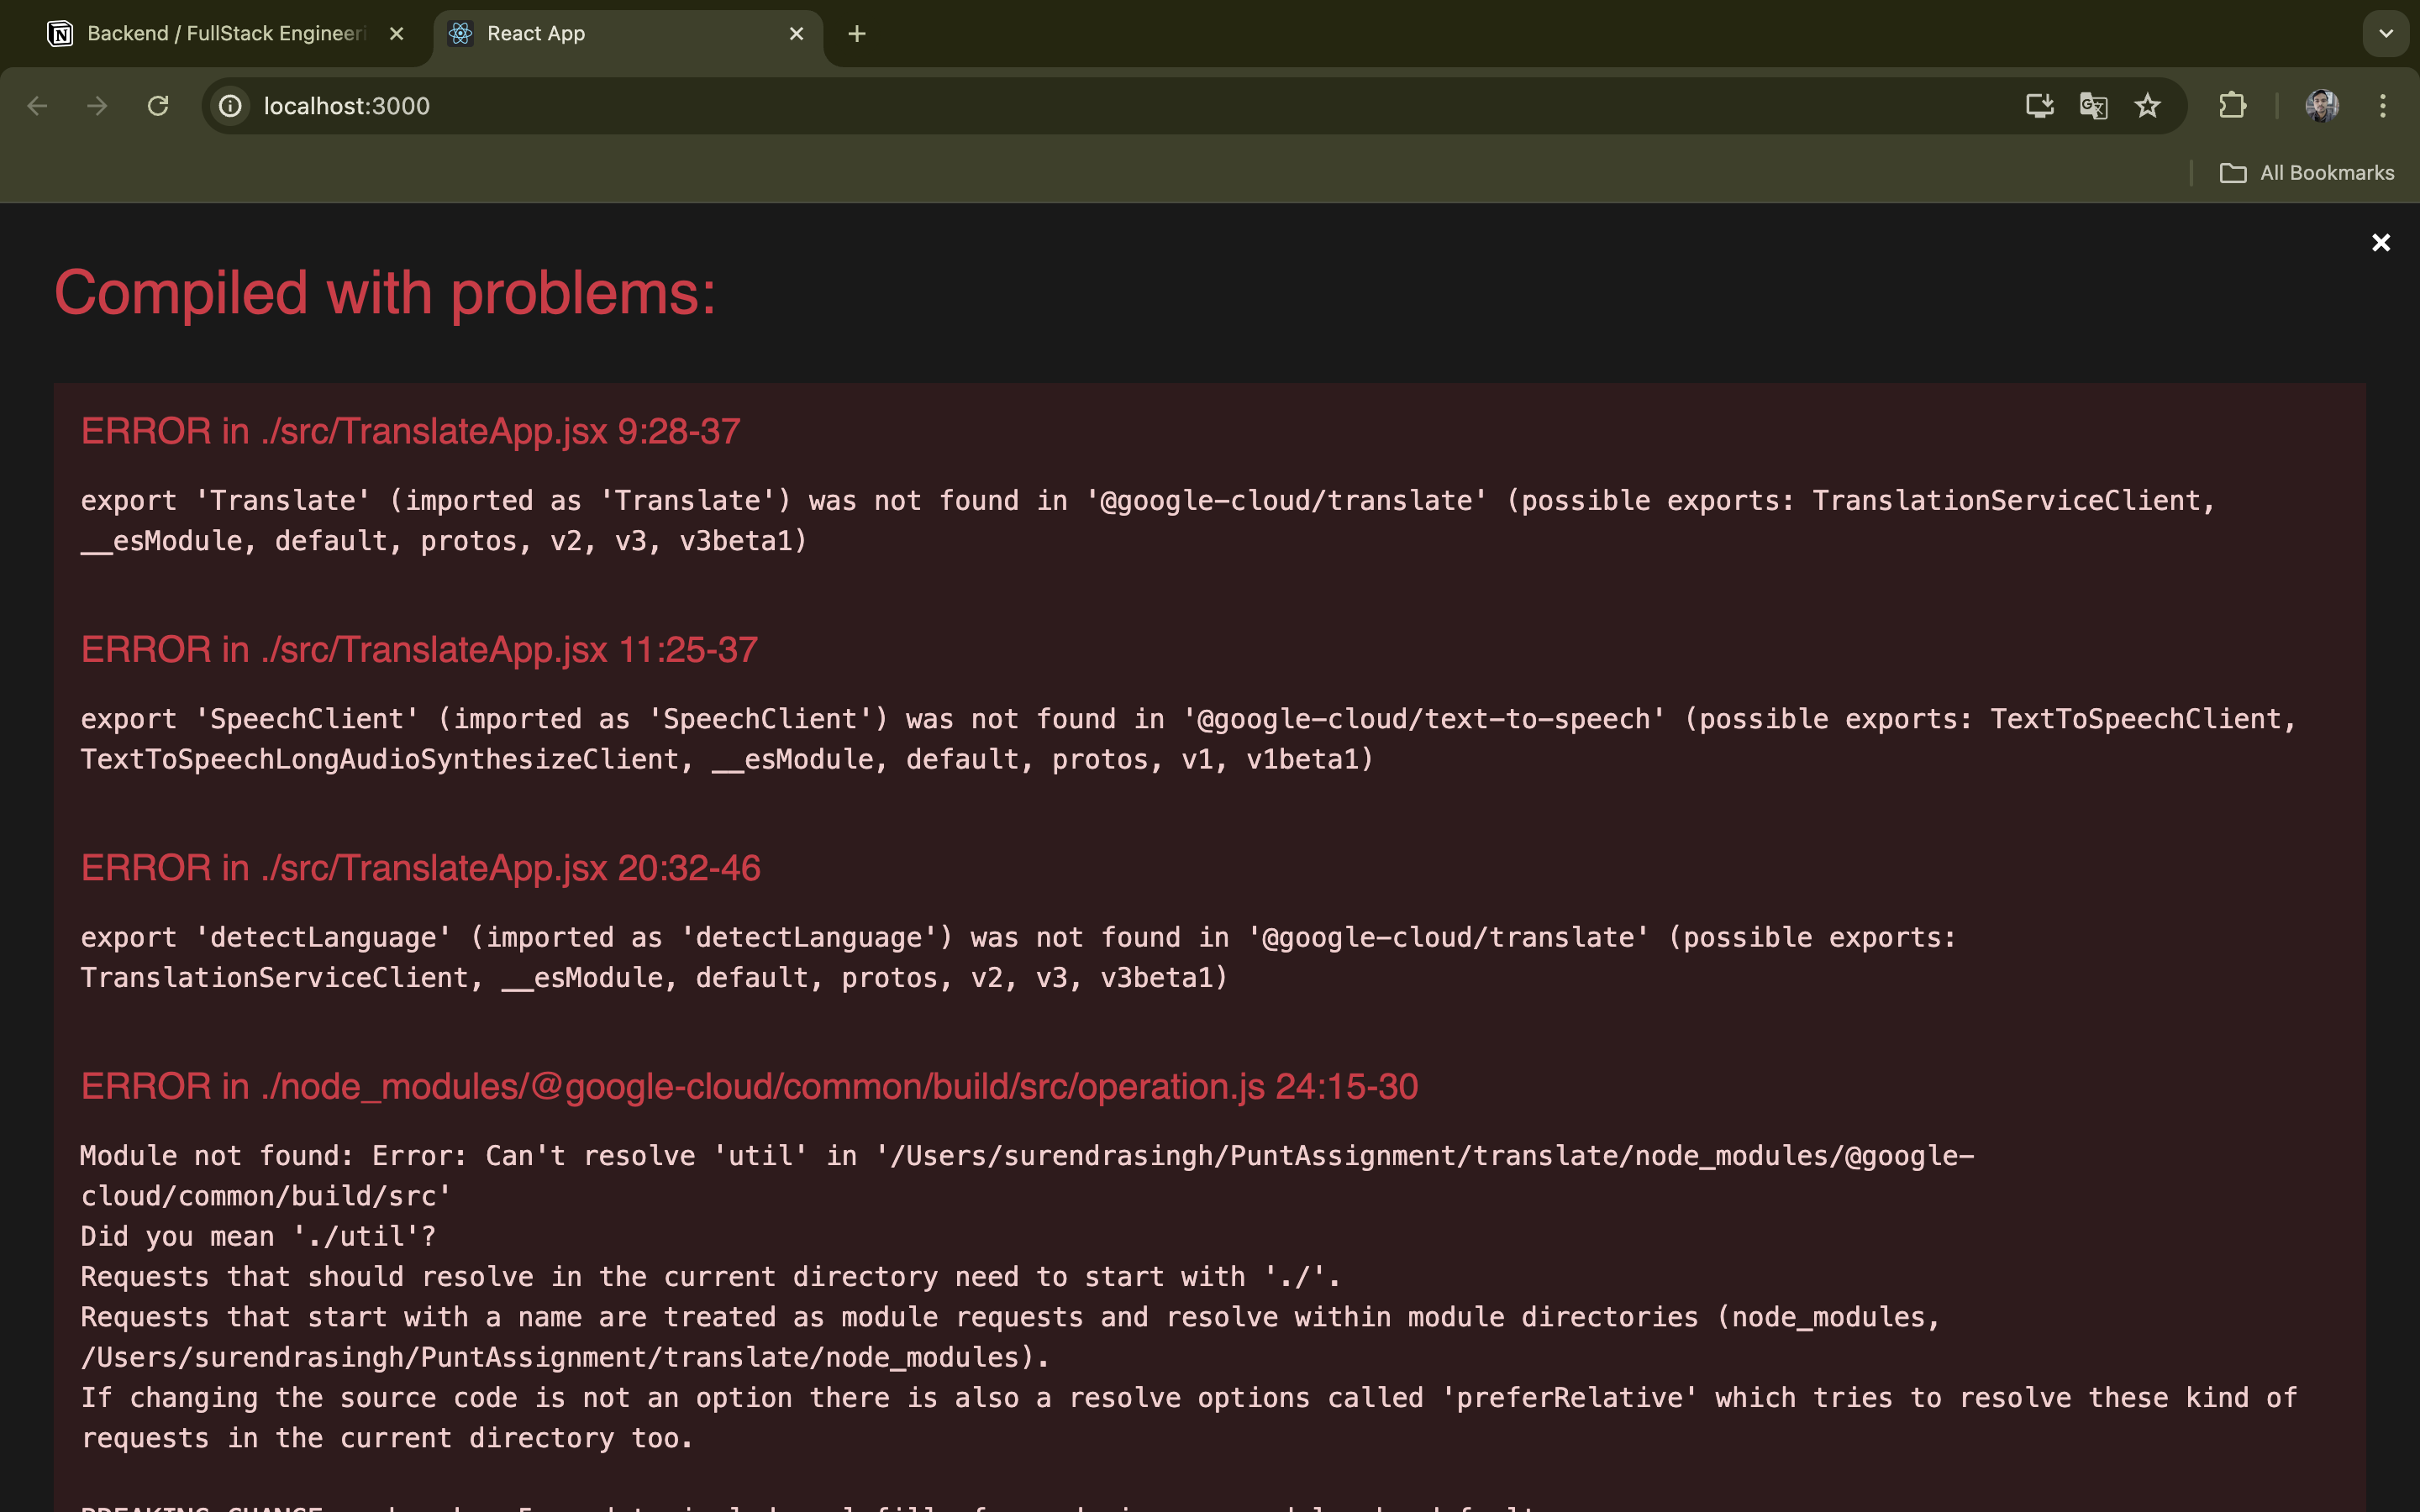 Backend / FullStack Engineeri
React App
localhost:3000
All Bookmarks
Compiled with problems:
ERROR in ./src/TranslateApp.jsx 9:28-37
export 'Translate' (imported as 'Translate') was not found in '@google-cloud/translate' (possible exports: TranslationServiceClient,
__esModule, default, protos, v2, v3, v3beta1)
ERROR in ./src/TranslateApp.jsx 11:25-37
export 'SpeechClient' (imported as 'SpeechClient') was not found in '@google-cloud/text-to-speech' (possible exports: TextToSpeechClient,
TextToSpeechLongAudioSynthesizeClient, __esModule, default, protos, v1, v1beta1)
ERROR in ./src/TranslateApp.jsx 20:32-46
export 'detectLanguage' (imported as 'detectLanguage') was not found in '@google-cloud/translate' (possible exports:
TranslationServiceClient, __esModule, default, protos, v2, v3, v3beta1)
ERROR in ./node_modules/@google-cloud/common/build/src/operation.js 24:15-30
Module not found: Error: Can't resolve 'util' in '/Users/surendrasingh/PuntAssignment/translate/node_modules/@google-
cloud/common/build/src'
Did you mean './util'?
Requests that should resolve in the current directory need to start with './'.
Requests that start with a name are treated as module requests and resolve within module directories (node_modules,
/Users/surendrasingh/PuntAssignment/translate/node_modules).
If changing the source code is not an option there is also a resolve options called 'preferRelative' which tries to resolve these kind of
requests in the current directory too.